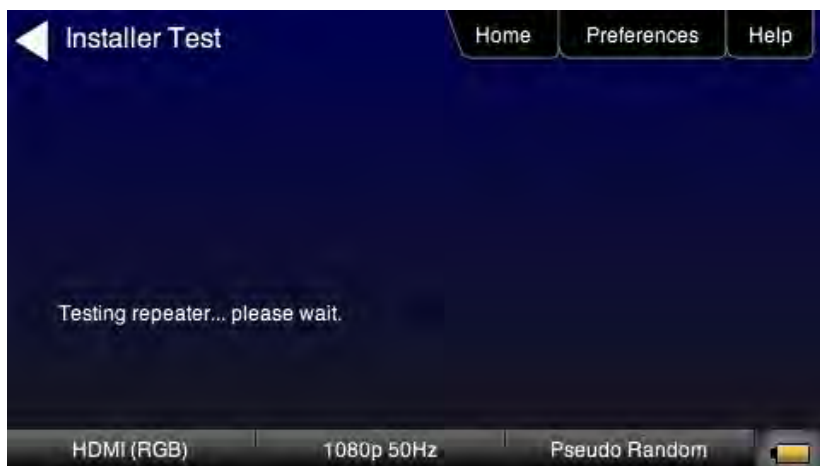 Installer Test
Home
Preferences
Help
Testing repeater... please wait.
HDMI (RGB)
1080p 50Hz
Pseudo Random